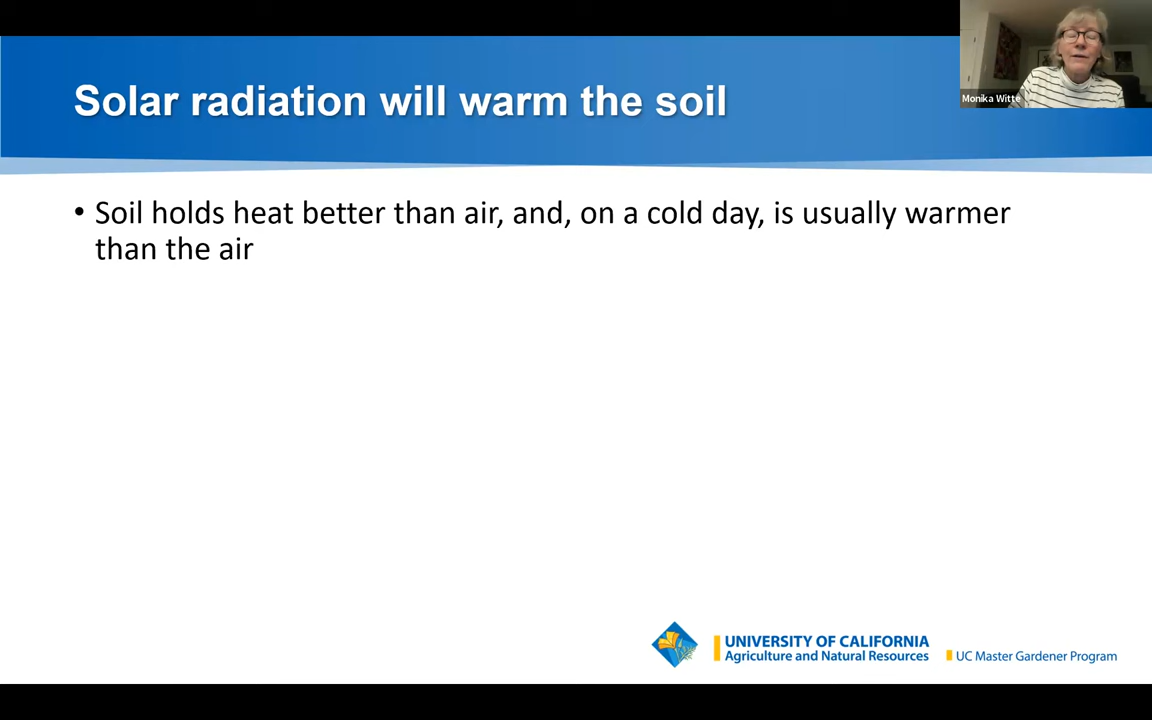 Solar radiation will warm the soil
Monika Witte
• Soil holds heat better than air, and, on a cold day, is usually warmer
than the air
UNIVERSITY OF CALIFORNIA
Agriculture and Natural Resources
UC Master Gardener Program